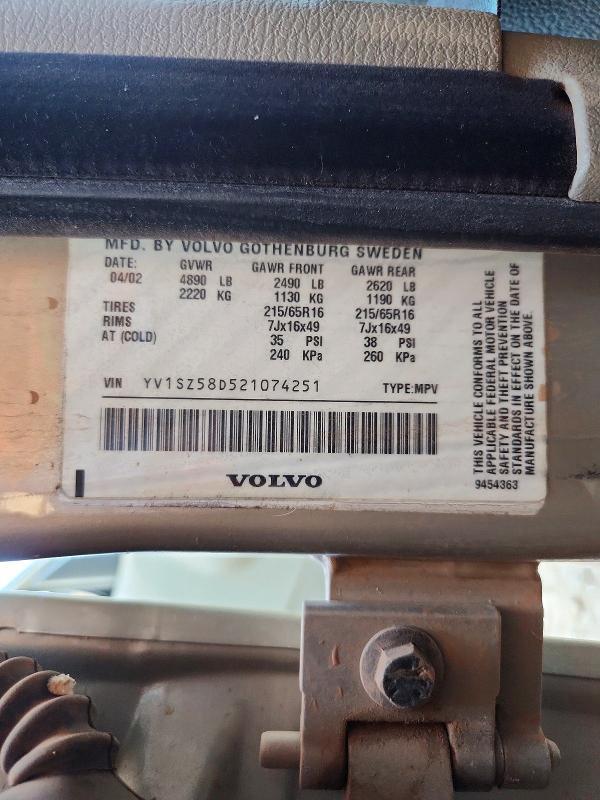 MFD. BY VOLVO GOTHENBURG SWEDEN
DATE: GVWR GAWR FRONT GAWR REAR
04/02 4890 LB 2490 LB 2620 LB
2220 KG 1130 KG 1190 KG
TIRES 215/65R16 215/65R16
RIMS 7Jx16x49 7Jx16x49
AT (COLD) 35 PSI 38 PSI
240 KPa 260 KPa
VIN YV1SZ58D521074251 TYPE:MPV
VOLVO
THIS VEHICLE CONFORMS TO ALL
APPLICABLE FEDERAL MOTOR VEHICLE
SAFETY AND THEFT PREVENTION
STANDARDS IN EFFECT ON THE DATE OF
MANUFACTURE SHOWN ABOVE.
9454363